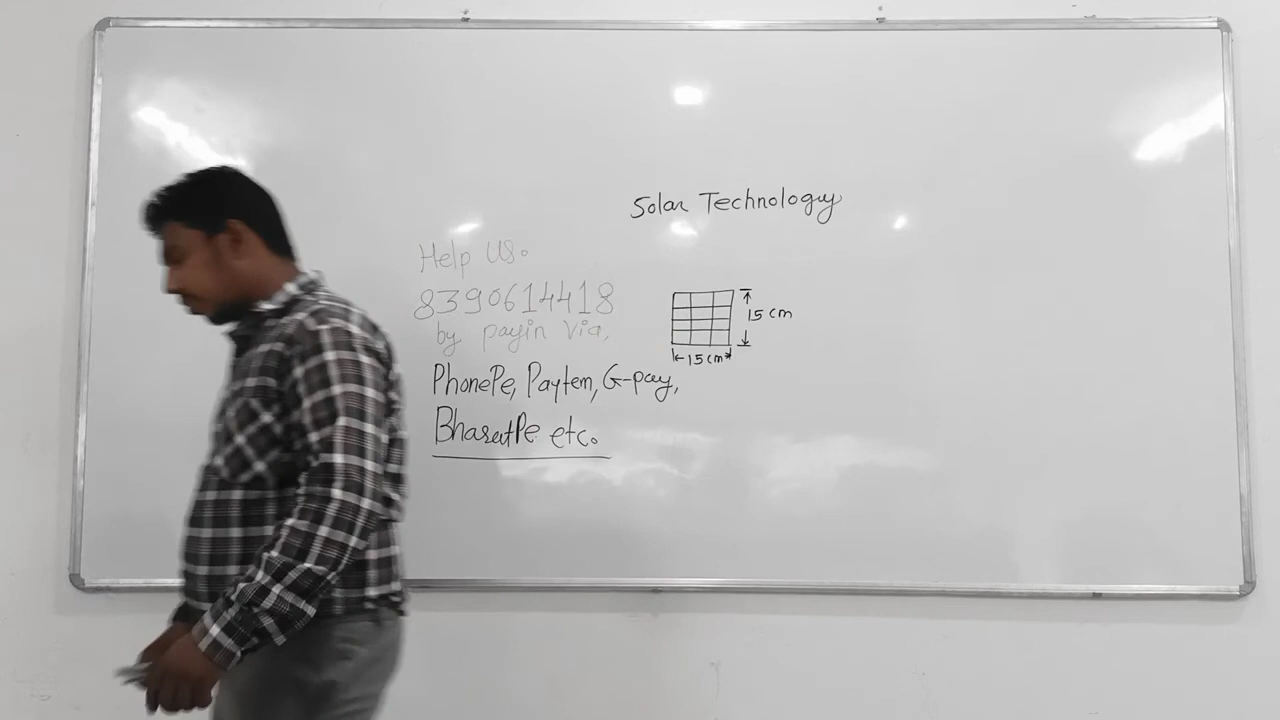 Solar Technology
Help Us.
8390614418
by payin via,
PhonePe, Paytem, G-pay,
BharatPe etc.
15 cm
15 cm